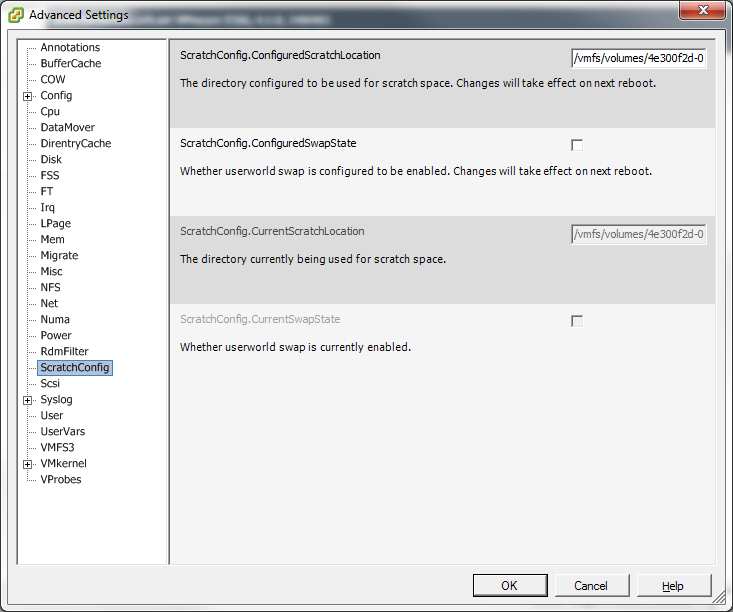 Advanced Settings
Annotations
BufferCache
COW
Config
Cpu
DataMover
DirentryCache
Disk
FSS
FT
Irq
LPage
Mem
Migrate
Misc
NFS
Net
Numa
Power
RdmFilter
ScratchConfig
Scsi
Syslog
User
UserVars
VMFS3
VMkernel
VProbes
ScratchConfig.ConfiguredScratchLocation
/vmfs/volumes/4e300f2d-0
The directory configured to be used for scratch space. Changes will take effect on next reboot.
ScratchConfig.ConfiguredSwapState
Whether userworld swap is configured to be enabled. Changes will take effect on next reboot.
ScratchConfig.CurrentScratchLocation
/vmfs/volumes/4e300f2d-0
The directory currently being used for scratch space.
ScratchConfig.CurrentSwapState
Whether userworld swap is currently enabled.
OK
Cancel
Help